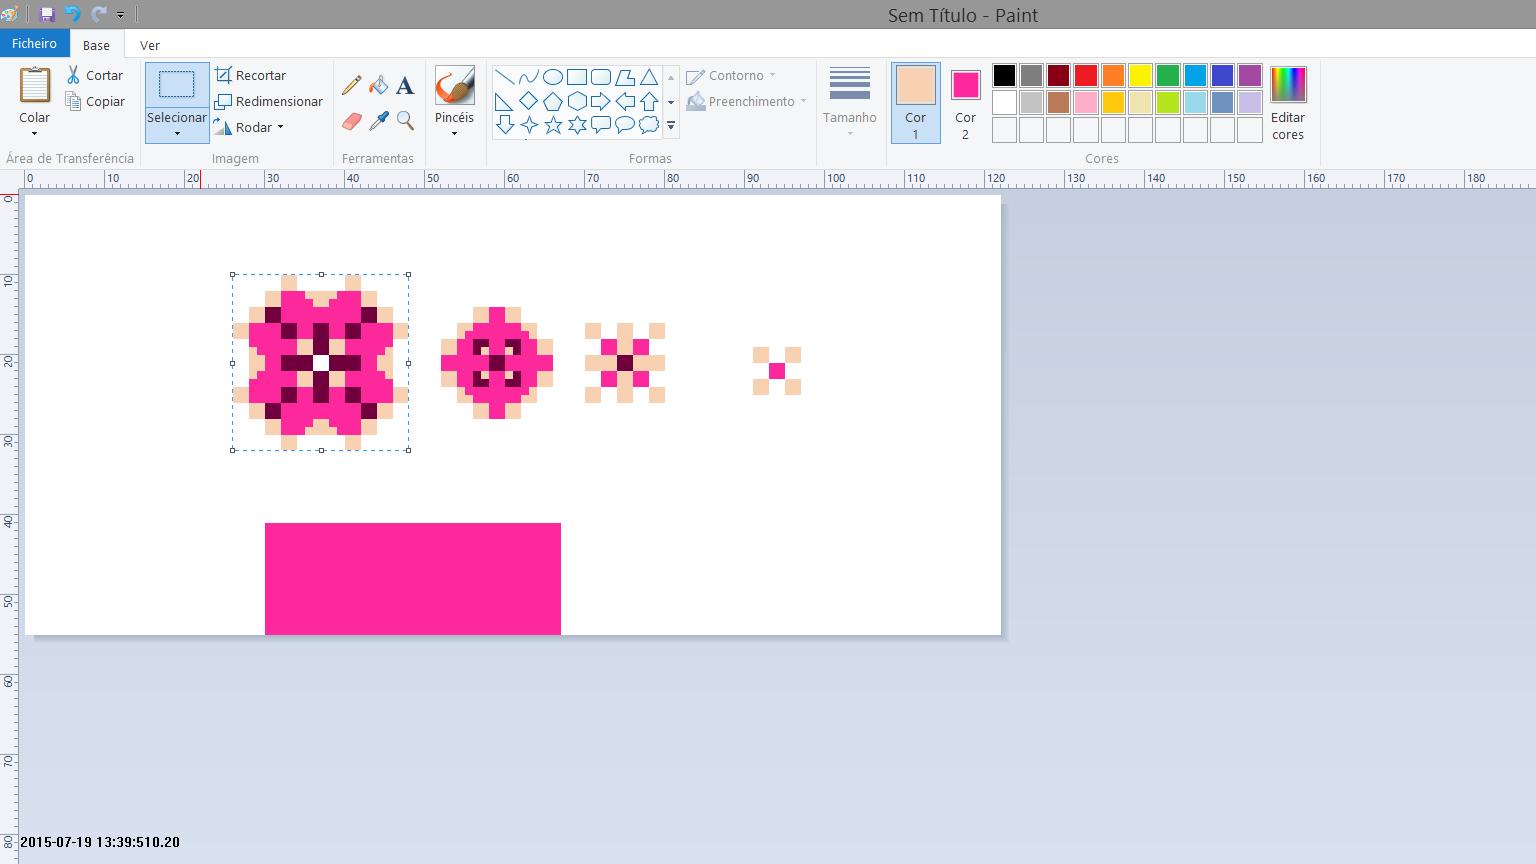 Sem Título - Paint
Ficheiro Base Ver
Colar
Cortar
Copiar
Área de Transferência
Selecionar
Recortar
Redimensionar
Rodar
Imagem
A
Ferramentas
Pincéis
Contorno
Preenchimento
Formas
Tamanho
Cor 1
Cor 2
Editar cores
Cores
0 10 20 30 40 50 60 70 80 90 100 110 120 130 140 150 160 170 180
0
10
20
30
40
50
60
70
80
2015-07-19 13:39:510.20